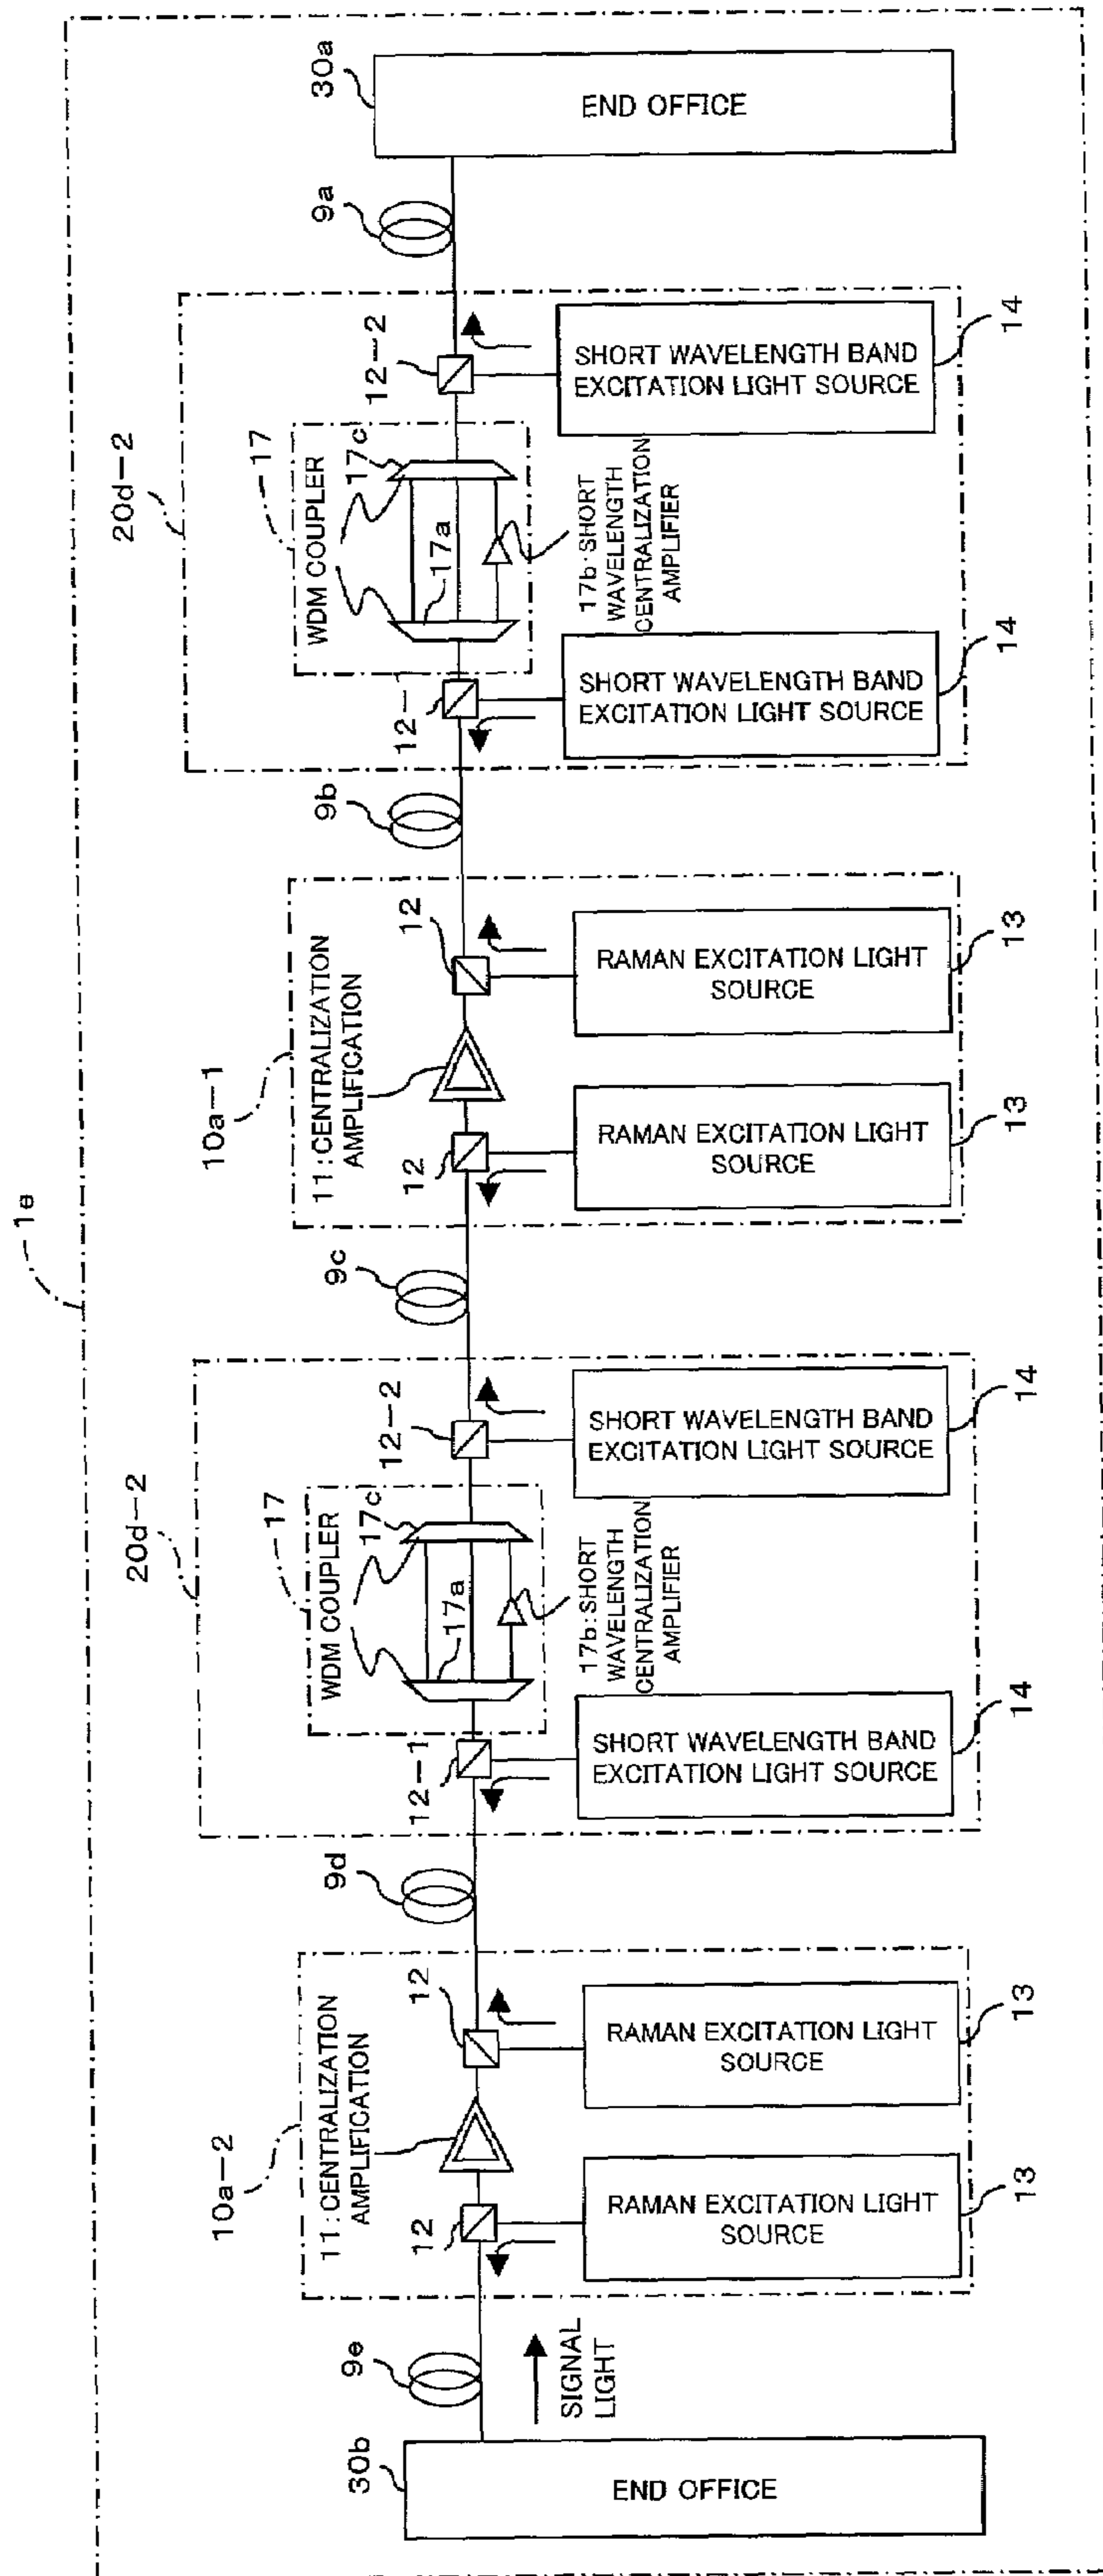 1e
30b
END OFFICE
9e
SIGNAL
LIGHT
10a-2
11:CENTRALIZATION
AMPLIFICATION
12
12
RAMAN EXCITATION LIGHT
SOURCE
13
RAMAN EXCITATION LIGHT
SOURCE
13
9d
20d-2
17
WDM COUPLER
17c
17a
12-1
12-2
17b:SHORT
WAVELENGTH
CENTRALIZATION
AMPLIFIER
SHORT WAVELENGTH BAND
EXCITATION LIGHT SOURCE
14
SHORT WAVELENGTH BAND
EXCITATION LIGHT SOURCE
14
9c
10a-1
11:CENTRALIZATION
AMPLIFICATION
12
12
RAMAN EXCITATION LIGHT
SOURCE
13
RAMAN EXCITATION LIGHT
SOURCE
13
9b
20d-2
17
WDM COUPLER
17c
17a
12-1
12-2
17b:SHORT
WAVELENGTH
CENTRALIZATION
AMPLIFIER
SHORT WAVELENGTH BAND
EXCITATION LIGHT SOURCE
14
SHORT WAVELENGTH BAND
EXCITATION LIGHT SOURCE
14
9a
30a
END OFFICE